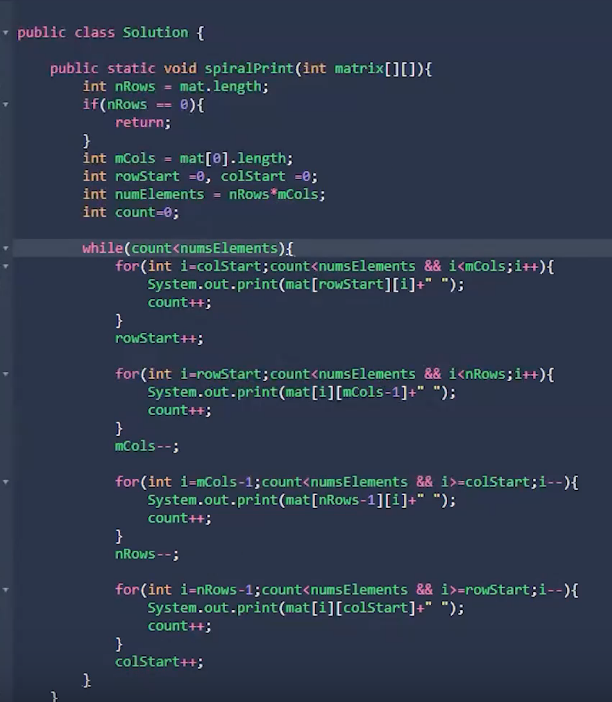 public class Solution {
public static void spiralPrint(int matrix[][]){
int nRows = mat.length;
if(nRows == 0){
return;
}
int mCols = mat[0].length;
int rowStart =0, colStart =0;
int numElements = nRows*mCols;
int count=0;
while(count<numsElements){
for(int i=colStart;count<numsElements && i<mCols;i++){
System.out.print(mat[rowStart][i]+" ");
count++;
}
rowStart++;
for(int i=rowStart;count<numsElements && i<nRows;i++){
System.out.print(mat[i][mCols-1]+" ");
count++;
}
mCols--;
for(int i=mCols-1;count<numsElements && i>=colStart;i--){
System.out.print(mat[nRows-1][i]+" ");
count++;
}
nRows--;
for(int i=nRows-1;count<numsElements && i>=rowStart;i--){
System.out.print(mat[i][colStart]+" ");
count++;
}
colStart++;
}
}